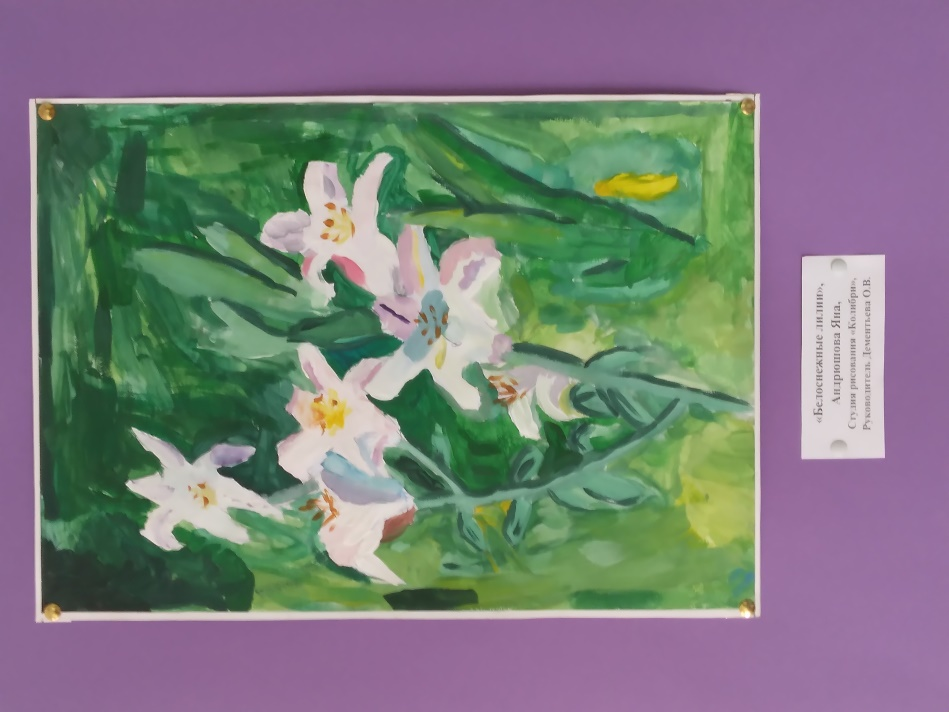 «Белоснежные лилии»,
Андрюшова Яна,
Студия рисования «Колибри»,
Руководитель Дементьева О.В.